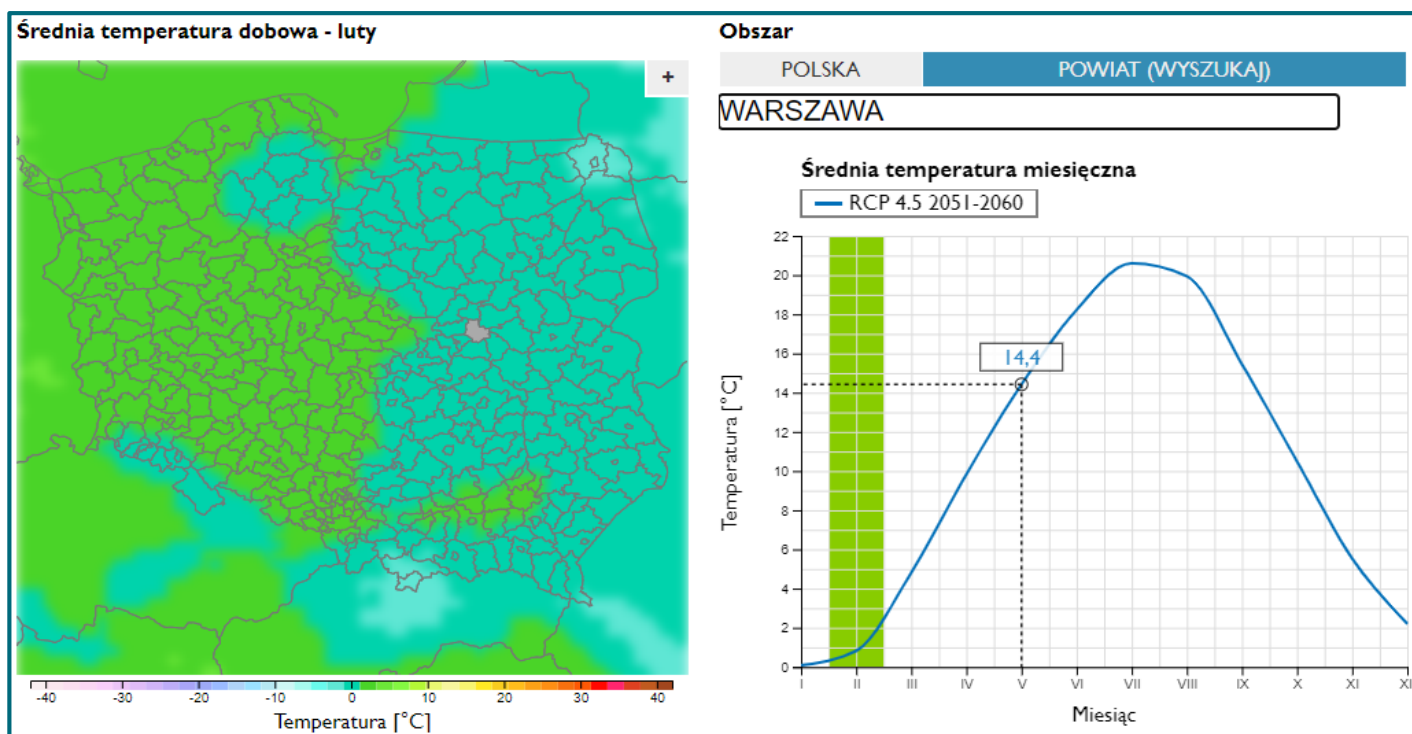 Średnia temperatura dobowa - luty
+
-40 -30 -20 -10 0 10 20 30 40
Temperatura [°C]
Obszar
POLSKA POWIAT (WYSZUKAJ)
WARSZAWA
Średnia temperatura miesięczna
RCP 4.5 2051-2060
22
20
18
16
14,4
14
12
10
8
6
4
2
0
Temperatura [°C]
I II III IV V VI VII VIII IX X XI XI
Miesiąc